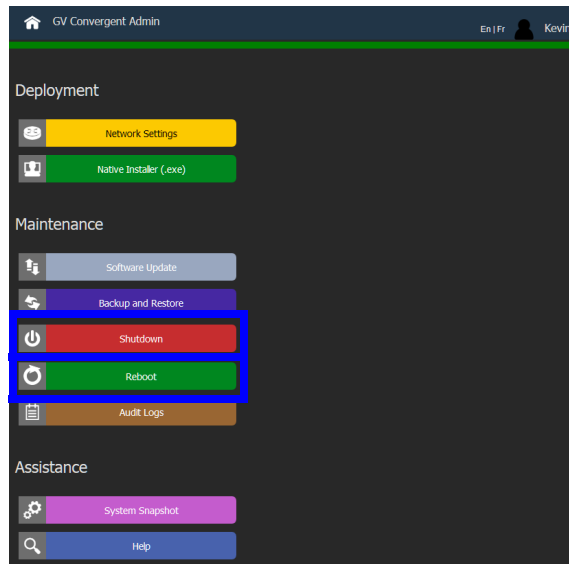 GV Convergent Admin
En | Fr
Kevin
Deployment
Network Settings
Native Installer (.exe)
Maintenance
Software Update
Backup and Restore
Shutdown
Reboot
Audit Logs
Assistance
System Snapshot
Help